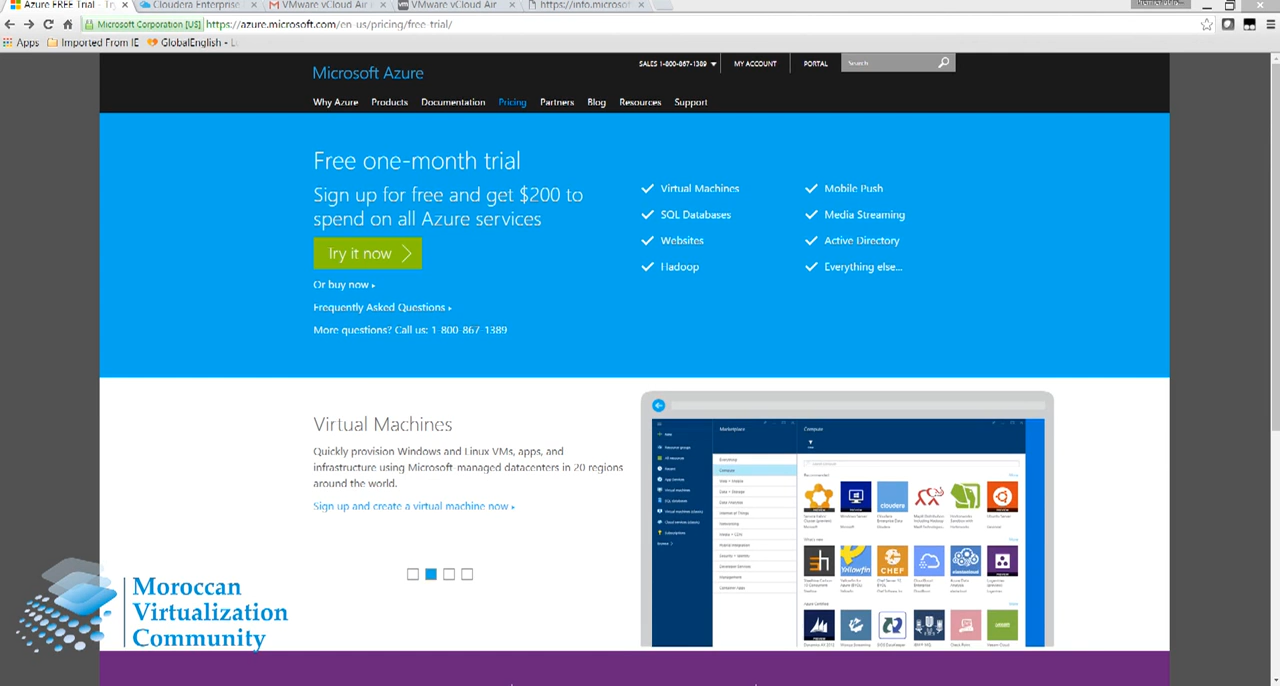 Azure FREE Trial - Tr
Cloudera Enterprise
VMware vCloud Air
VMware vCloud Air
https://info.microsof
Microsoft Corporation [US]
https://azure.microsoft.com/en-us/pricing/free-trial/
Apps
Imported From IE
GlobalEnglish - L
SALES 1-800-867-1389
MY ACCOUNT
PORTAL
Search
Microsoft Azure
Why Azure
Products
Documentation
Pricing
Partners
Blog
Resources
Support
Free one-month trial
Sign up for free and get $200 to
spend on all Azure services
Try it now
Or buy now
Frequently Asked Questions
More questions? Call us: 1-800-867-1389
Virtual Machines
SQL Databases
Websites
Hadoop
Mobile Push
Media Streaming
Active Directory
Everything else...
Virtual Machines
Quickly provision Windows and Linux VMs, apps, and
infrastructure using Microsoft-managed datacenters in 20 regions
around the world.
Sign up and create a virtual machine now
Marketplace
Compute
Everything
Compute
CHEF
Moroccan
Virtualization
Community